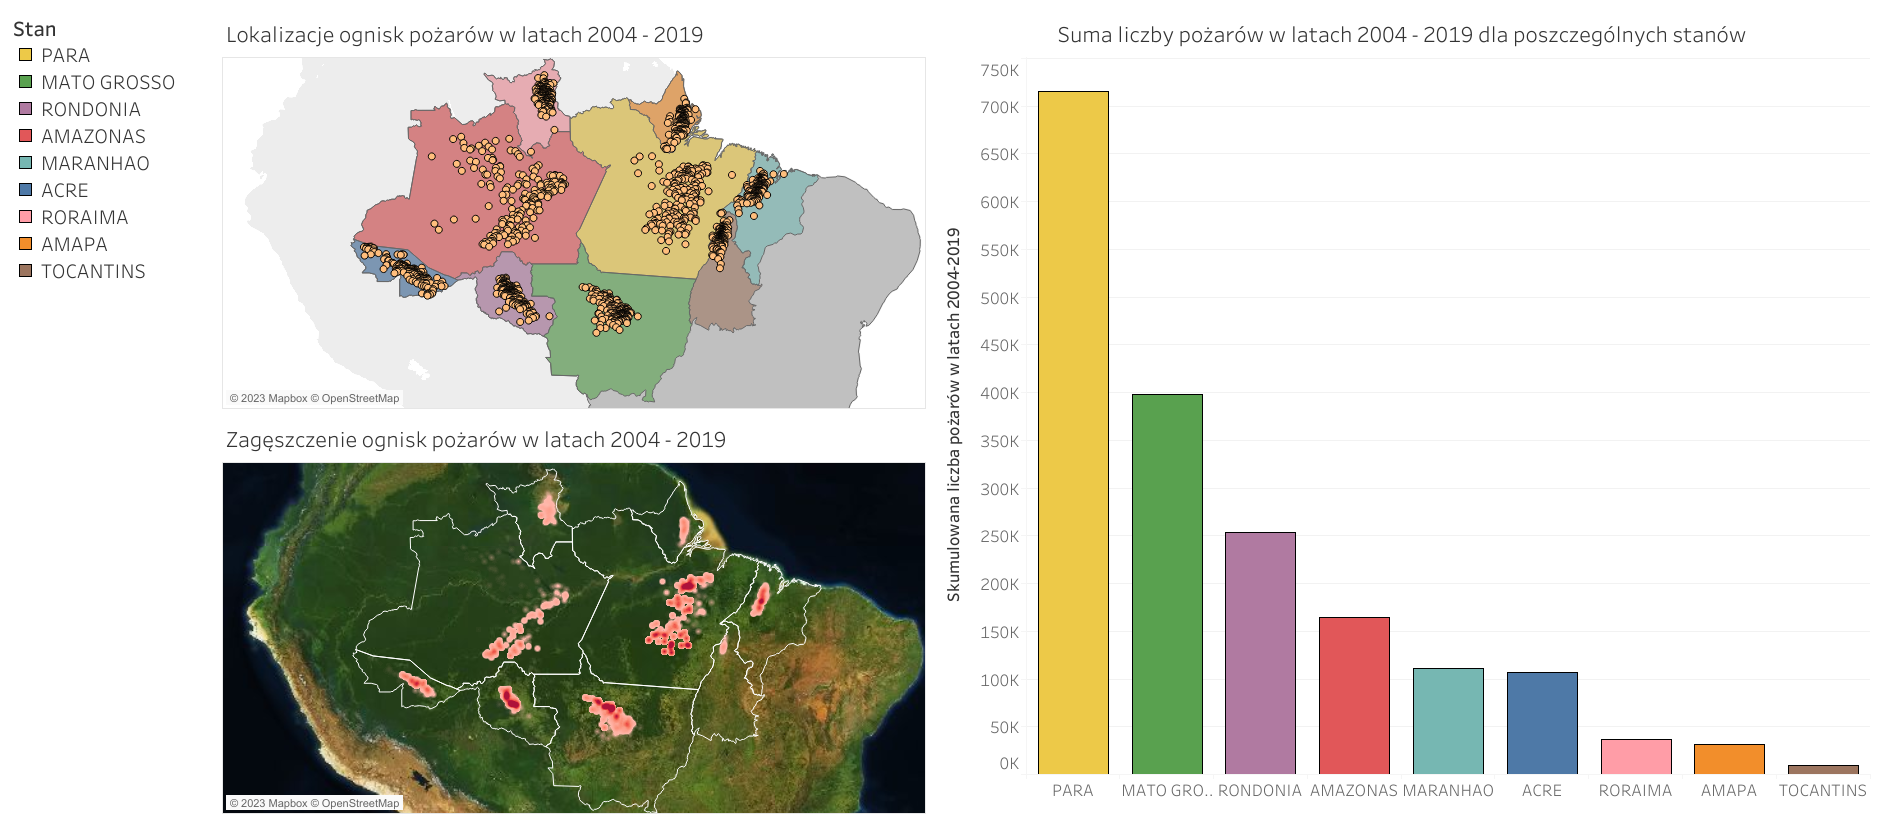 Stan
PARA
MATO GROSSO
RONDONIA
AMAZONAS
MARANHAO
ACRE
RORAIMA
AMAPA
TOCANTINS
Lokalizacje ognisk pożarów w latach 2004 - 2019
© 2023 Mapbox © OpenStreetMap
Zagęszczenie ognisk pożarów w latach 2004 - 2019
© 2023 Mapbox © OpenStreetMap
Suma liczby pożarów w latach 2004 - 2019 dla poszczególnych stanów
Skumulowana liczba pożarów w latach 2004-2019
750K
700K
650K
600K
550K
500K
450K
400K
350K
300K
250K
200K
150K
100K
50K
0K
PARA MATO GRO.. RONDONIA AMAZONAS MARANHAO ACRE RORAIMA AMAPA TOCANTINS